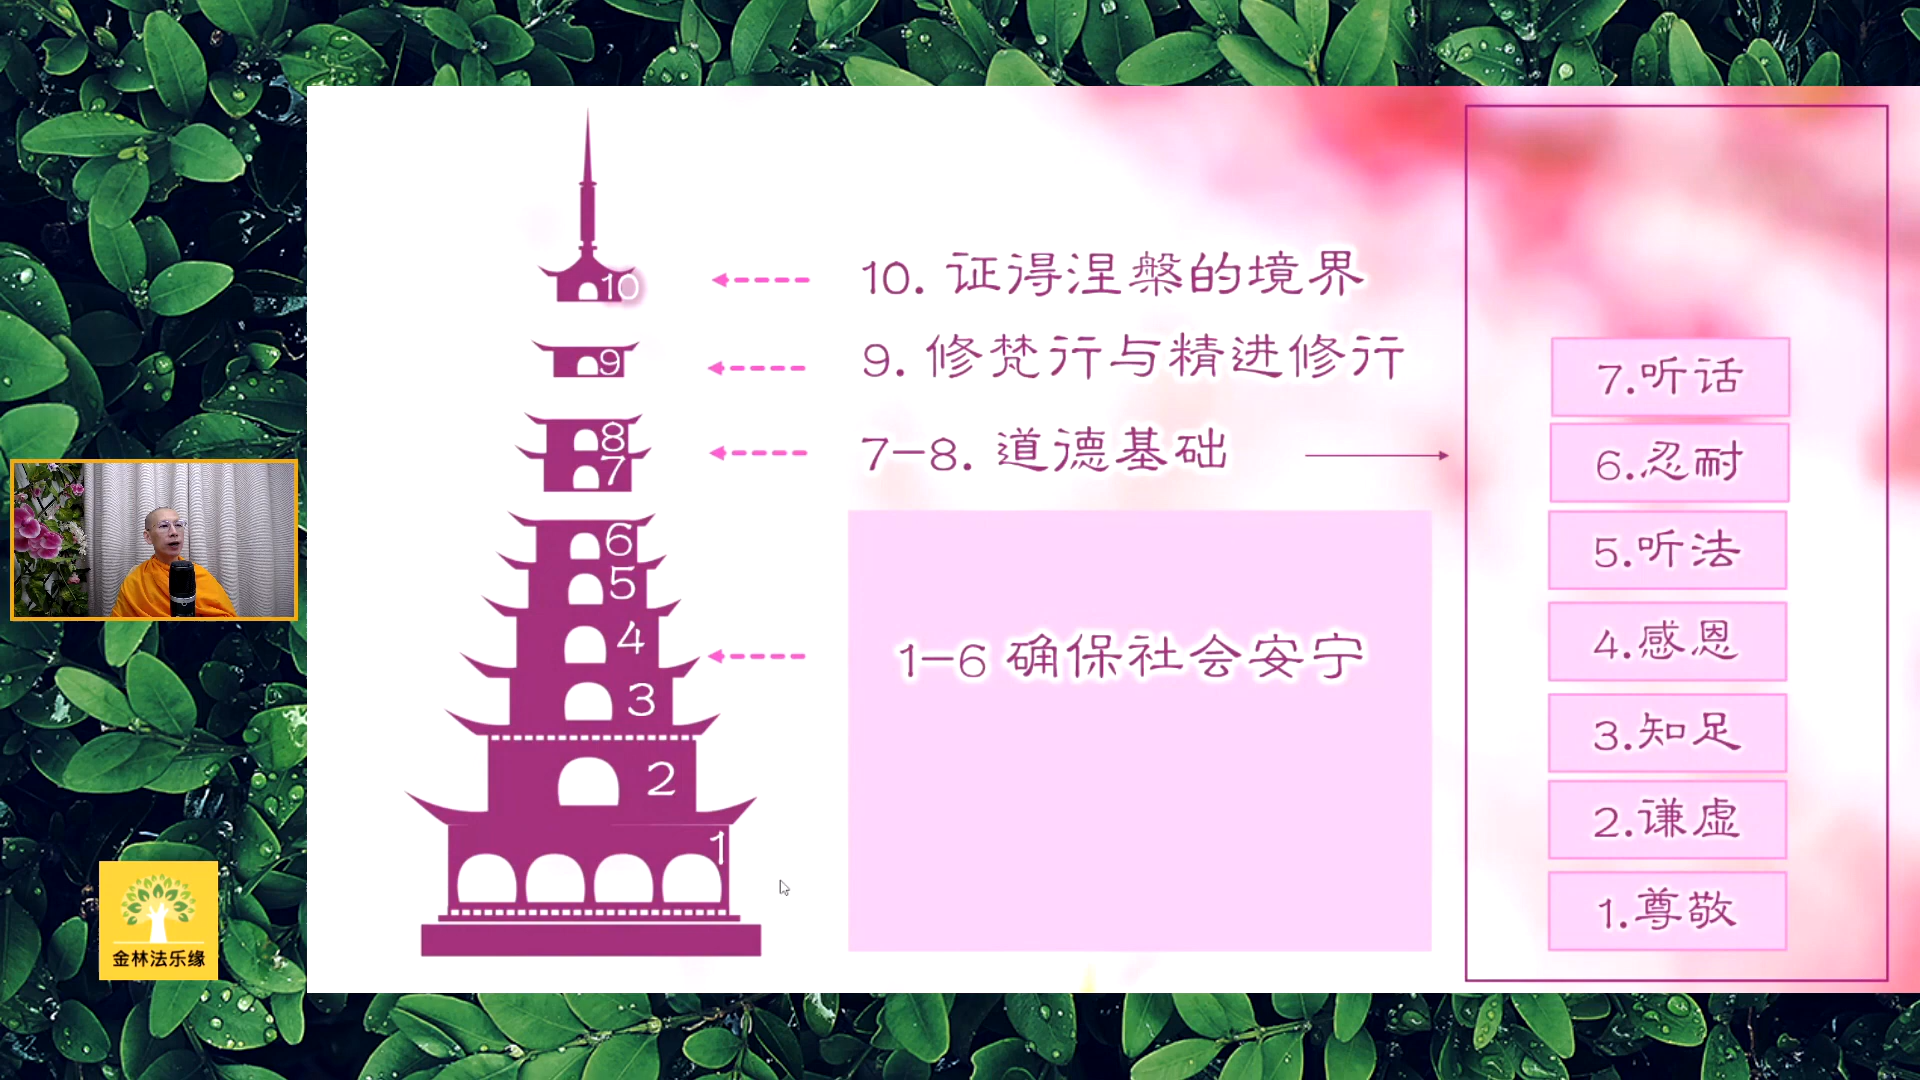 10
9
8
7
6
5
4
3
2
1
10. 证得涅槃的境界
9. 修梵行与精进修行
7-8. 道德基础
1-6 确保社会安宁
7.听话
6.忍耐
5.听法
4.感恩
3.知足
2.谦虚
1.尊敬
金林法乐缘